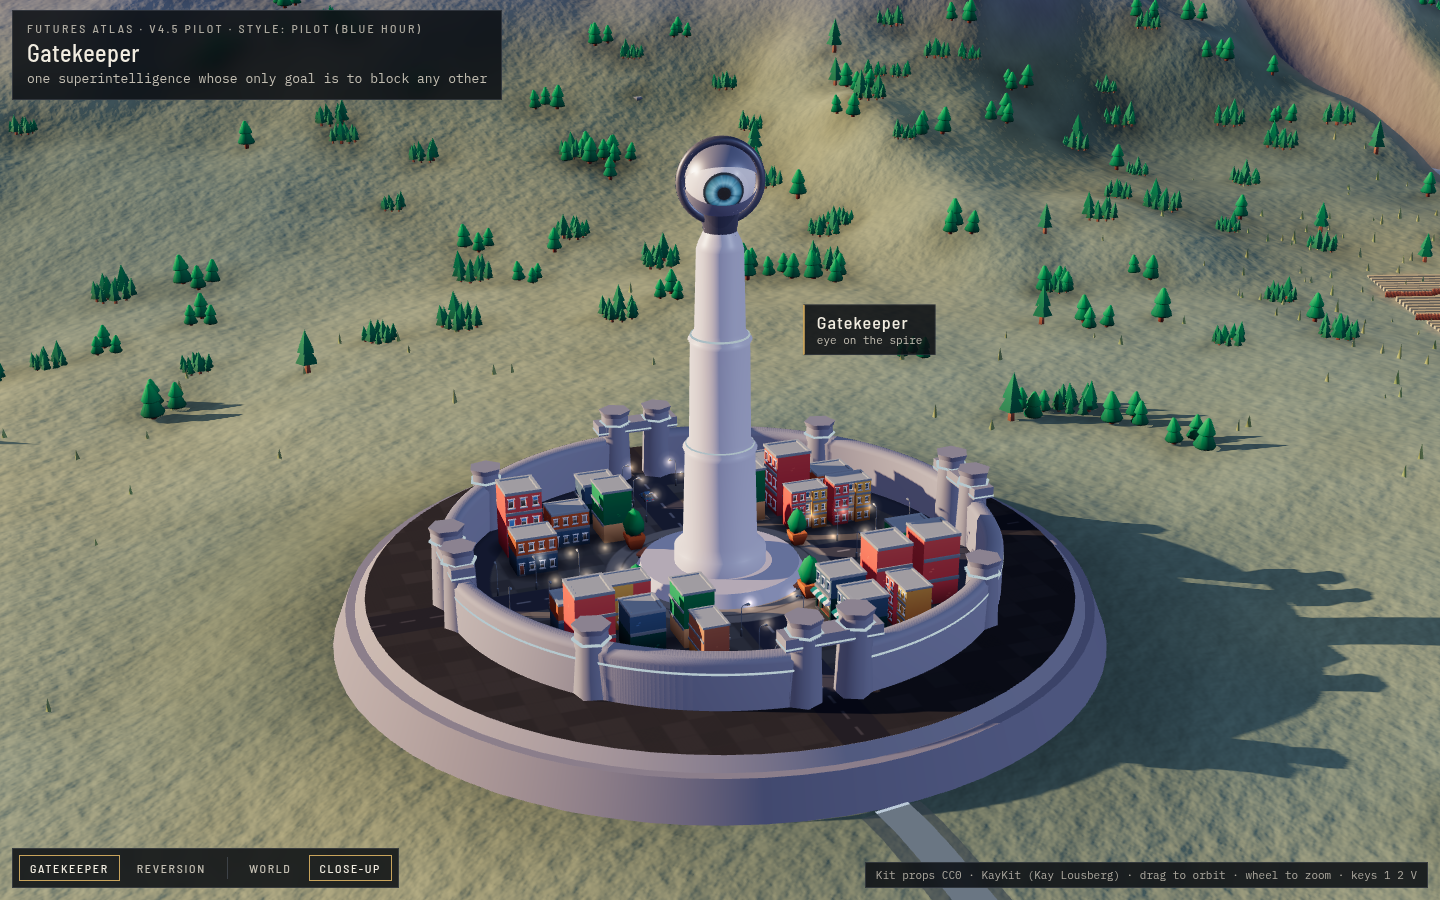 FUTURES ATLAS · V4.5 PILOT · STYLE: PILOT (BLUE HOUR)
Gatekeeper
one superintelligence whose only goal is to block any other
Gatekeeper
eye on the spire
GATEKEEPER REVERSION WORLD CLOSE-UP
Kit props CC0 · KayKit (Kay Lousberg) · drag to orbit · wheel to zoom · keys 1 2 V